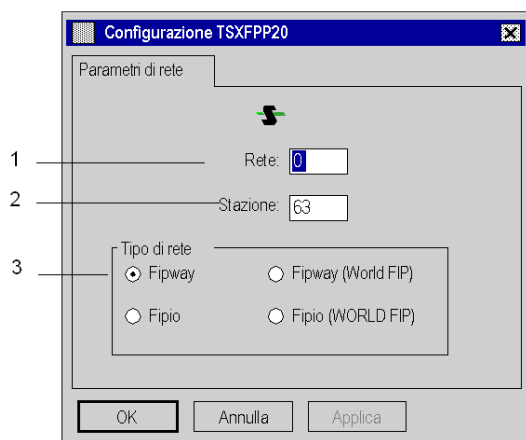 Configurazione TSXFPP20
Parametri di rete
1
Rete: 0
2
Stazione: 63
3
Tipo di rete
Fipway
Fipway (World FIP)
Fipio
Fipio (WORLD FIP)
OK
Annulla
Applica